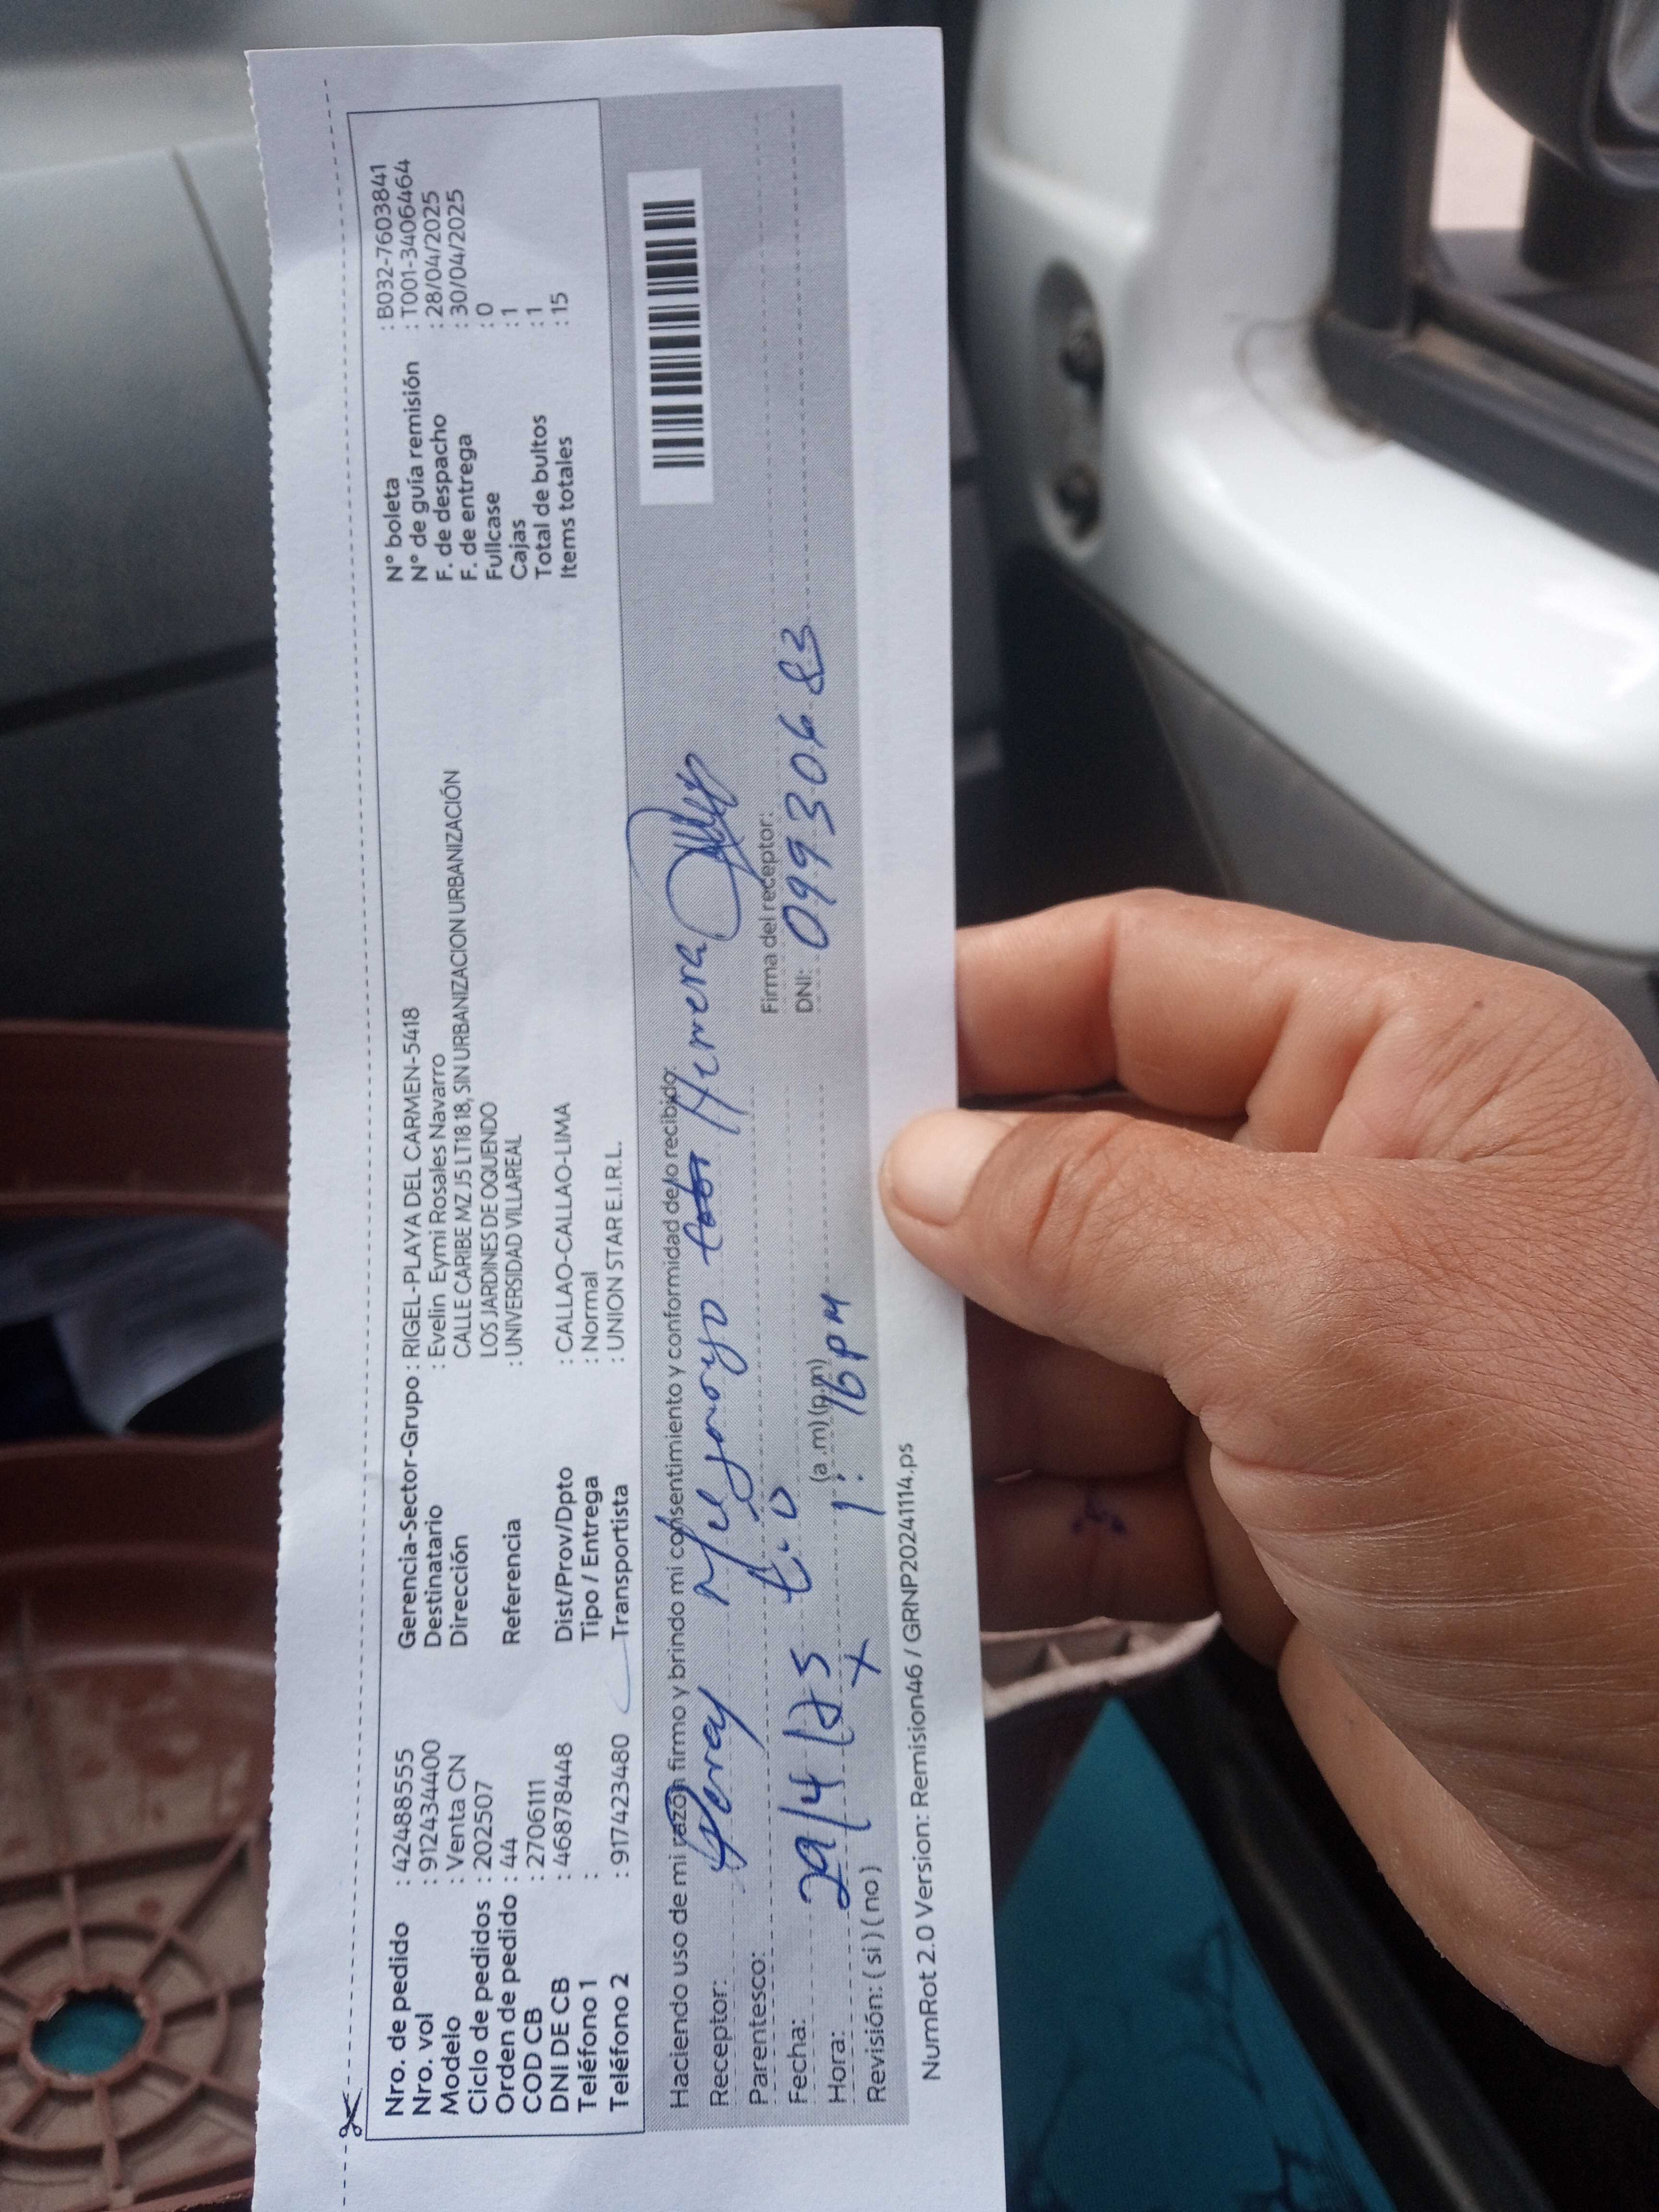 Nro. de pedido : 42488555
Nro. vol : 912434400
Modelo : Venta CN
Ciclo de pedidos : 202507
Orden de pedido : 44
COD CB : 2706111
DNI DE CB : 468784448
Teléfono 1 :
Teléfono 2 : 917423480
Gerencia-Sector-Grupo : RIGEL-PLAYA DEL CARMEN-5418
Destinatario : Evelin Eymi Rosales Navarro
Dirección CALLE CARIBE MZ J5 LT18 18, SIN URBANIZACION URBANIZACIÓN
LOS JARDINES DE OQUENDO
Referencia : UNIVERSIDAD VILLAREAL
Dist/Prov/Dpto : CALLAO-CALLAO-LIMA
Tipo / Entrega : Normal
Transportista : UNION STAR E.I.R.L.
N° boleta : B032-7603841
N° de guía remisión : T001-3406464
F. de despacho : 28/04/2025
F. de entrega : 30/04/2025
Fullcase : 0
Cajas : 1
Total de bultos : 1
Items totales : 15
Haciendo uso de mi razón firmo y brindo mi consentimiento y conformidad de lo recibido:
Receptor: Herrera
Parentesco: tio
Firma del receptor:
Fecha: 29/4/25
DNI: 09930683
Hora: (a .m) (p.m) 1:16 pm
Revisión: ( si ) ( no ) x
NumRot 2.0 Version: Remision46 / GRNP20241114.ps